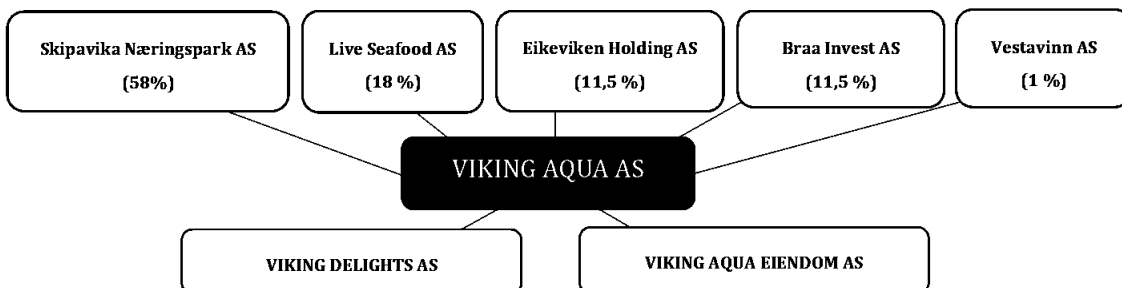 Skipavika Næringspark AS
(58%)
Live Seafood AS
(18 %)
Eikeviken Holding AS
(11,5 %)
Braa Invest AS
(11,5 %)
Vestavinn AS
(1 %)
VIKING AQUA AS
VIKING DELIGHTS AS
VIKING AQUA EIENDOM AS